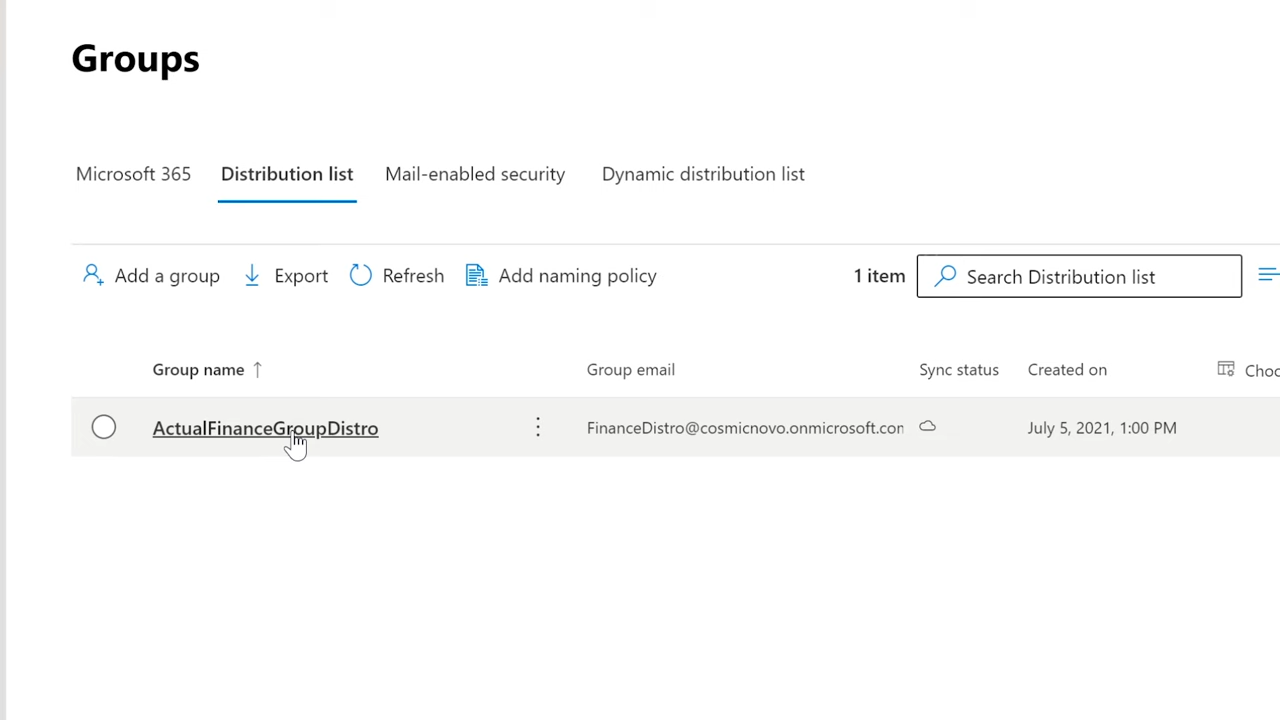 Groups
Microsoft 365 Distribution list Mail-enabled security Dynamic distribution list
Add a group Export Refresh Add naming policy 1 item Search Distribution list
Group name ↑ Group email Sync status Created on Choo
ActualFinanceGroupDistro FinanceDistro@cosmicnovo.onmicrosoft.con July 5, 2021, 1:00 PM